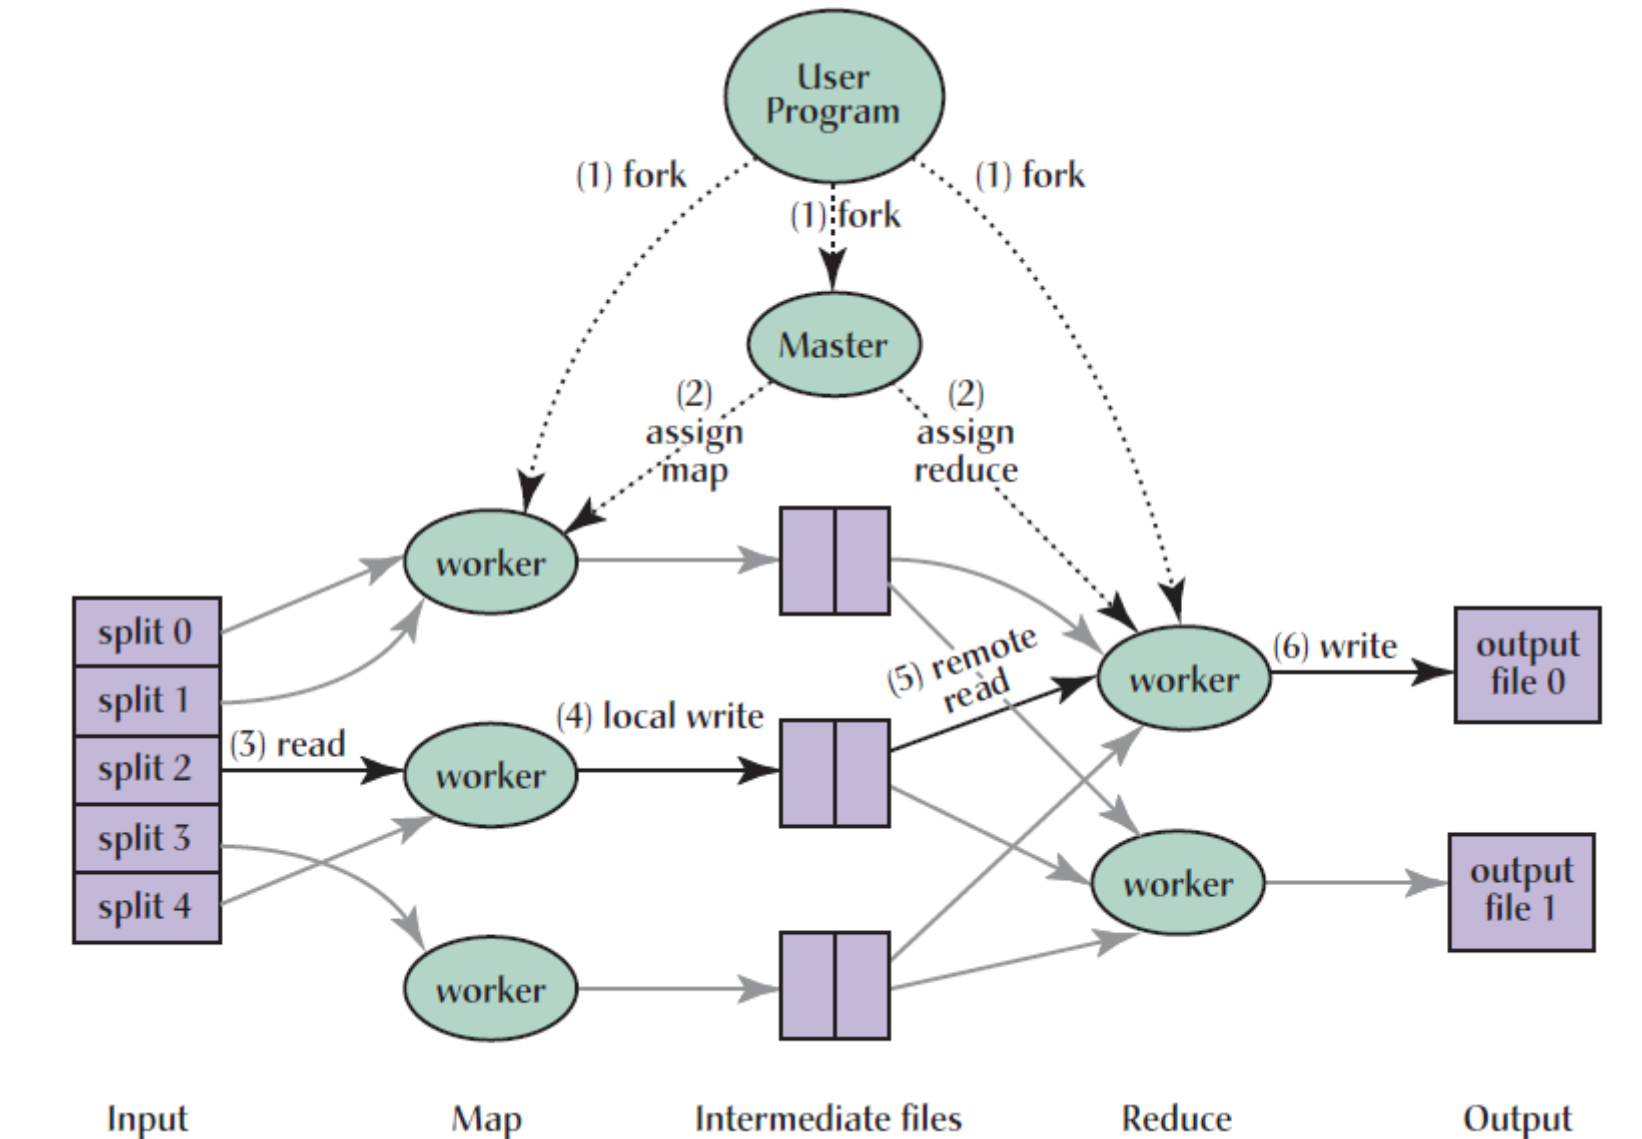 User
Program
(1) fork
(1) fork
(1) fork
Master
(2)
assign
map
(2)
assign
reduce
worker
split 0
split 1
split 2
split 3
split 4
(3) read
worker
(4) local write
worker
(5) remote
read
worker
(6) write
output
file 0
worker
output
file 1
Input
Map
Intermediate files
Reduce
Output